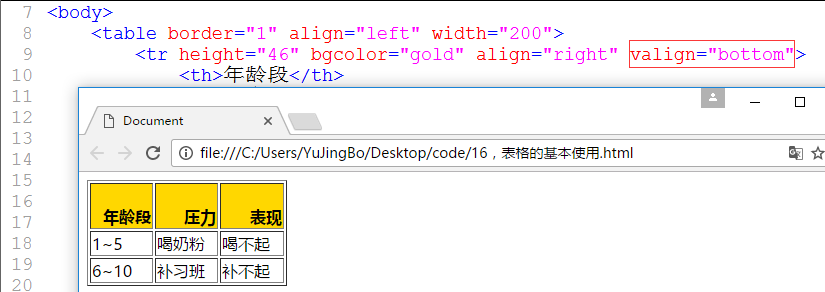 7 <body>
8 <table border="1" align="left" width="200">
9 <tr height="46" bgcolor="gold" align="right" valign="bottom">
10 <th>年龄段</th>
11
12
13
14
15
16
17
18
19
20
Document
file:///C:/Users/YuJingBo/Desktop/code/16，表格的基本使用.html
年龄段 压力 表现
1~5 喝奶粉 喝不起
6~10 补习班 补不起